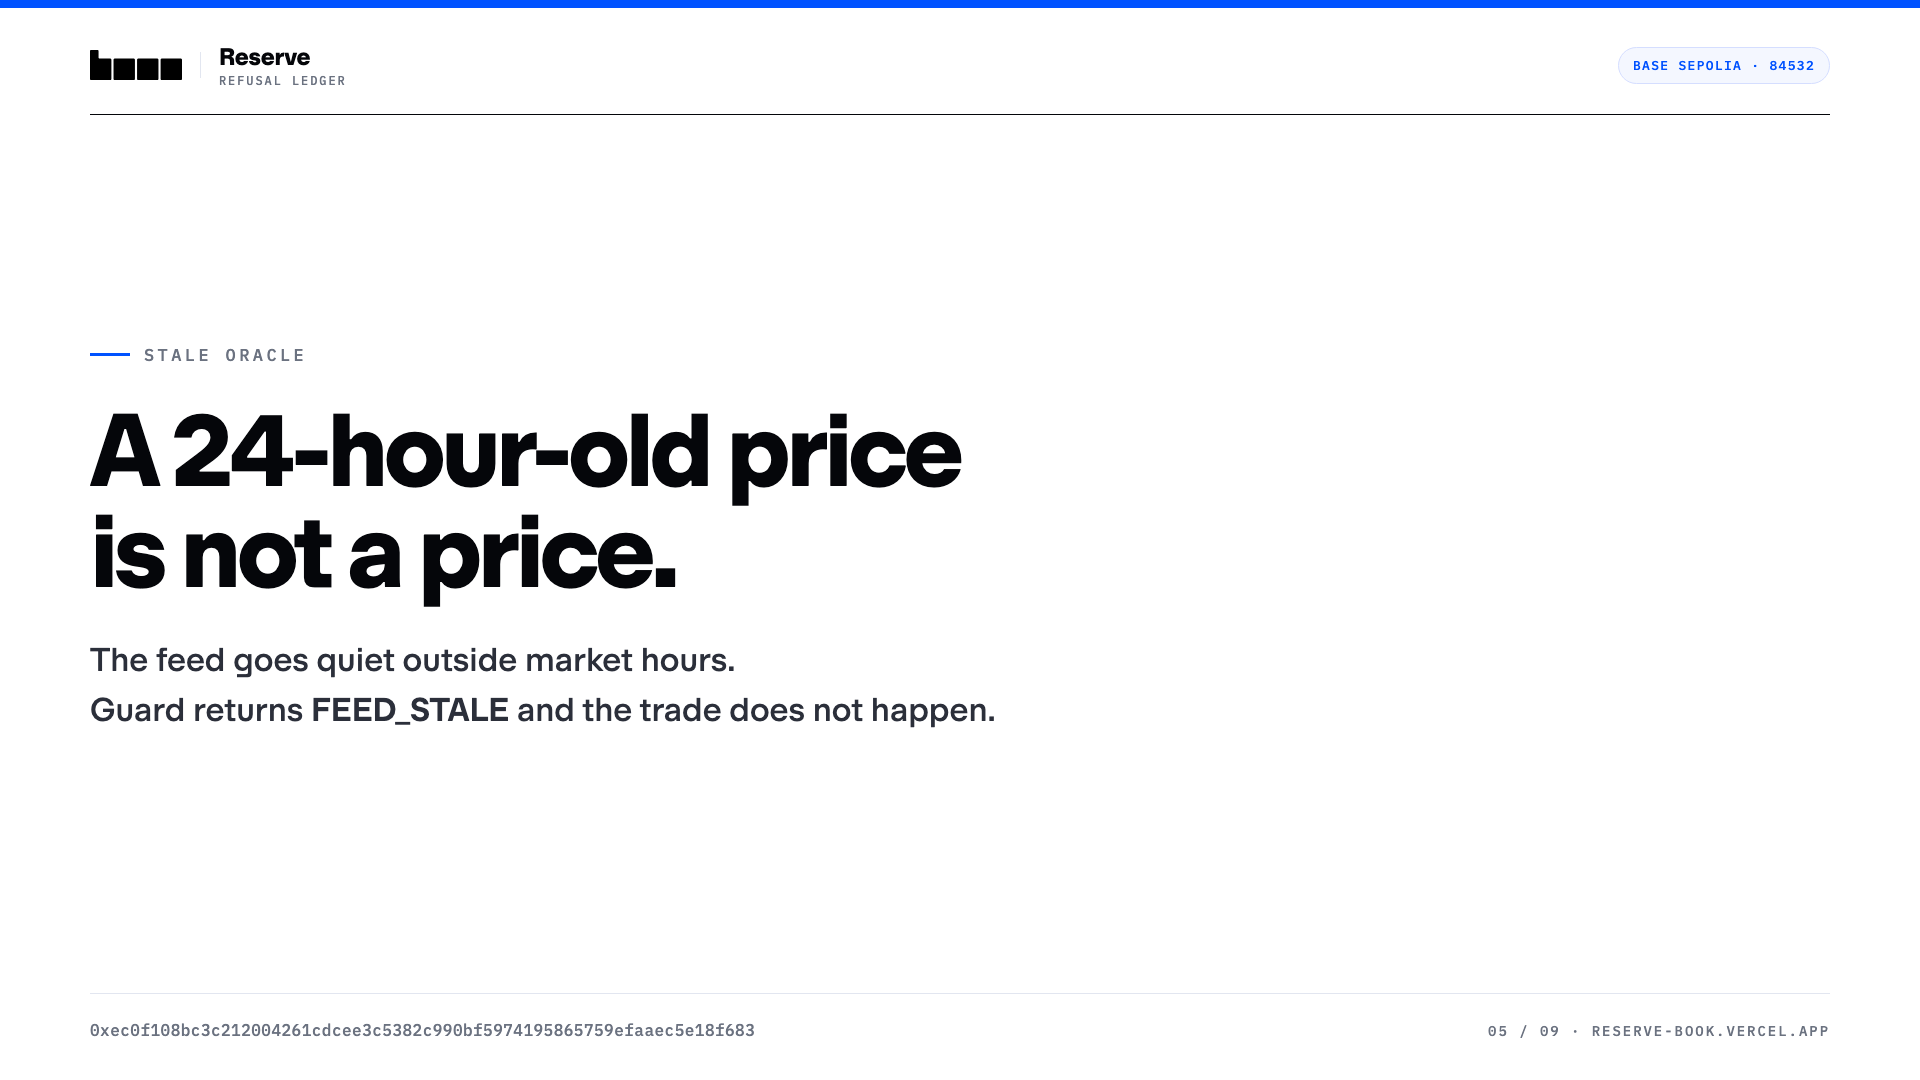 Reserve
REFUSAL LEDGER
BASE SEPOLIA · 84532
STALE ORACLE
A 24-hour-old price
is not a price.
The feed goes quiet outside market hours.
Guard returns FEED_STALE and the trade does not happen.
0xec0f108bc3c212004261cdcee3c5382c990bf5974195865759efaaec5e18f683
05 / 09 · RESERVE-BOOK.VERCEL.APP